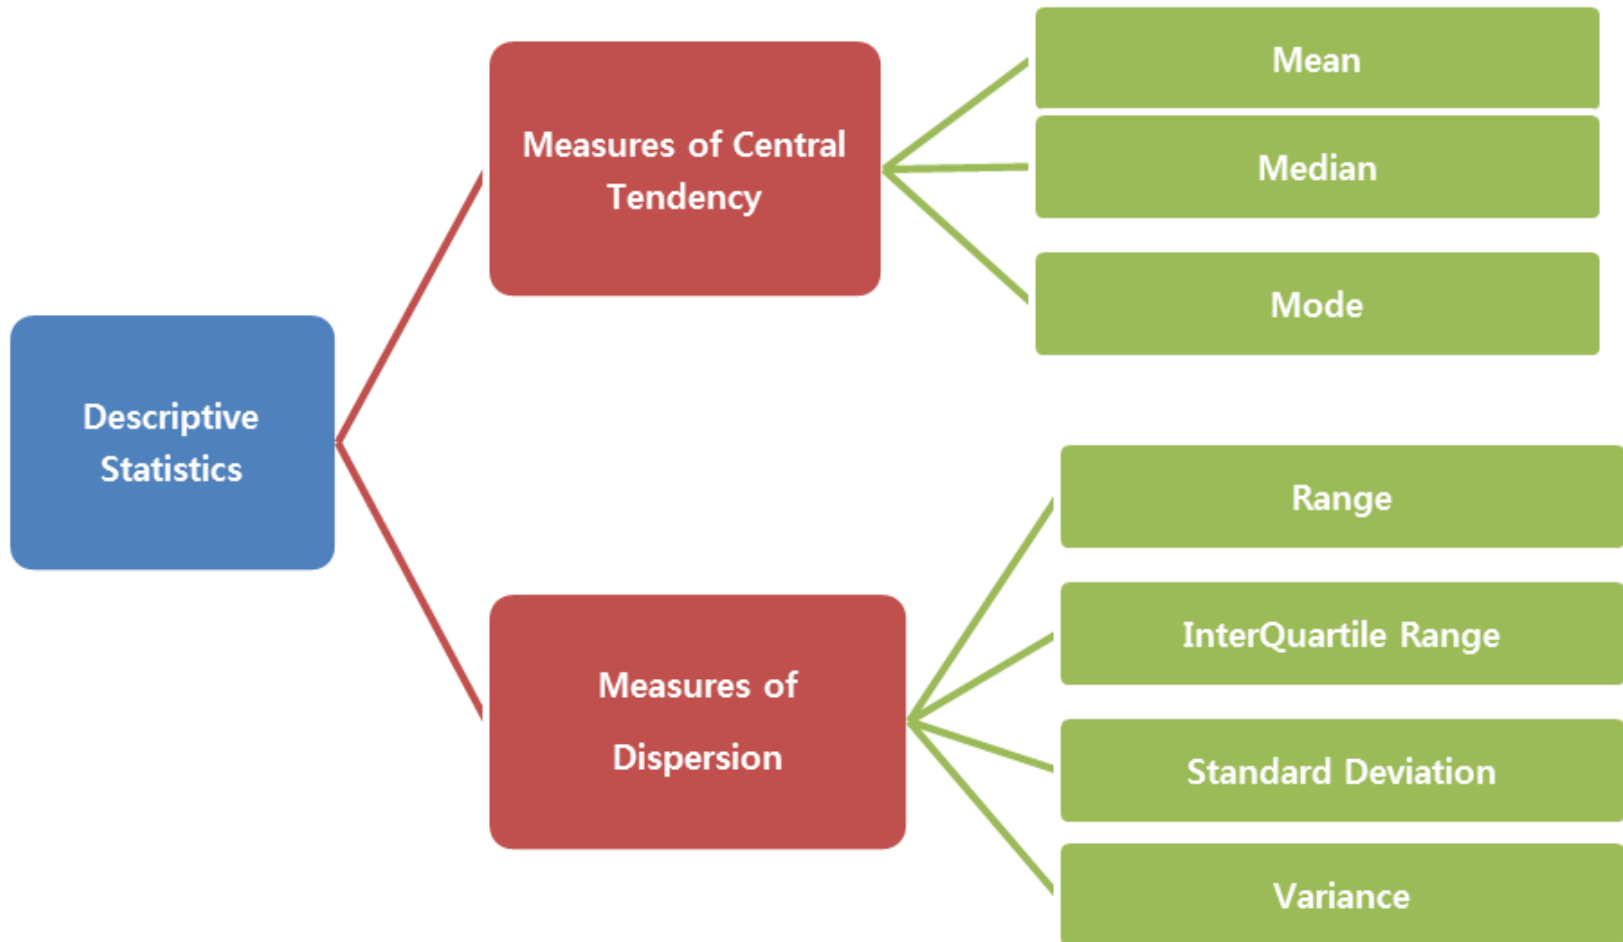 Descriptive
Statistics
Measures of Central
Tendency
Mean
Median
Mode
Measures of
Dispersion
Range
InterQuartile Range
Standard Deviation
Variance